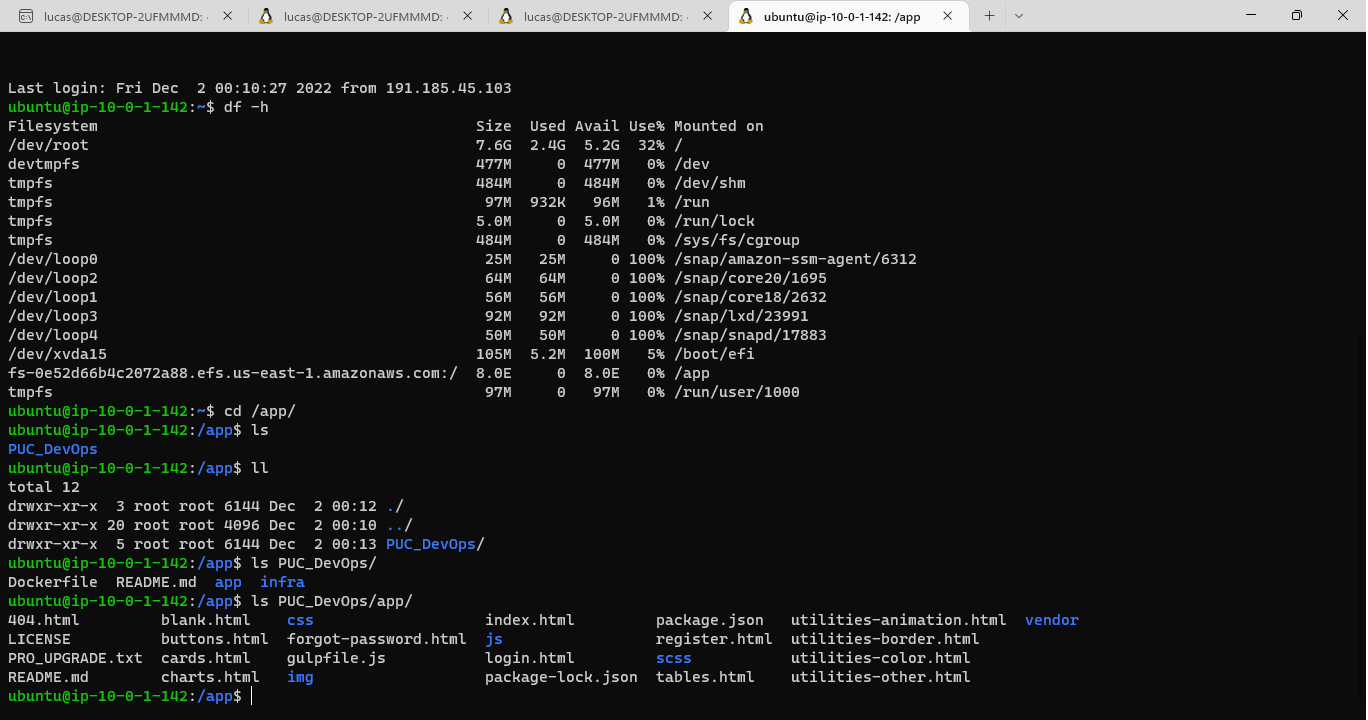 lucas@DESKTOP-2UFMMMD: lucas@DESKTOP-2UFMMMD: lucas@DESKTOP-2UFMMMD: ubuntu@ip-10-0-1-142: /app
Last login: Fri Dec  2 00:10:27 2022 from 191.185.45.103
ubuntu@ip-10-0-1-142:~$ df -h
Filesystem                                          Size  Used Avail Use% Mounted on
/dev/root                                           7.6G  2.4G  5.2G  32% /
devtmpfs                                            477M     0  477M   0% /dev
tmpfs                                               484M     0  484M   0% /dev/shm
tmpfs                                                97M  932K   96M   1% /run
tmpfs                                               5.0M     0  5.0M   0% /run/lock
tmpfs                                               484M     0  484M   0% /sys/fs/cgroup
/dev/loop0                                           25M   25M     0 100% /snap/amazon-ssm-agent/6312
/dev/loop2                                           64M   64M     0 100% /snap/core20/1695
/dev/loop1                                           56M   56M     0 100% /snap/core18/2632
/dev/loop3                                           92M   92M     0 100% /snap/lxd/23991
/dev/loop4                                           50M   50M     0 100% /snap/snapd/17883
/dev/xvda15                                         105M  5.2M  100M   5% /boot/efi
fs-0e52d66b4c2072a88.efs.us-east-1.amazonaws.com:/  8.0E     0  8.0E   0% /app
tmpfs                                                97M     0   97M   0% /run/user/1000
ubuntu@ip-10-0-1-142:~$ cd /app/
ubuntu@ip-10-0-1-142:/app$ ls
PUC_DevOps
ubuntu@ip-10-0-1-142:/app$ ll
total 12
drwxr-xr-x  3 root root 6144 Dec  2 00:12 ./
drwxr-xr-x 20 root root 4096 Dec  2 00:10 ../
drwxr-xr-x  5 root root 6144 Dec  2 00:13 PUC_DevOps/
ubuntu@ip-10-0-1-142:/app$ ls PUC_DevOps/
Dockerfile  README.md  app  infra
ubuntu@ip-10-0-1-142:/app$ ls PUC_DevOps/app/
404.html         blank.html    css                   index.html         package.json   utilities-animation.html  vendor
LICENSE          buttons.html  forgot-password.html  js                 register.html  utilities-border.html
PRO_UPGRADE.txt  cards.html    gulpfile.js           login.html         scss           utilities-color.html
README.md        charts.html   img                   package-lock.json  tables.html    utilities-other.html
ubuntu@ip-10-0-1-142:/app$